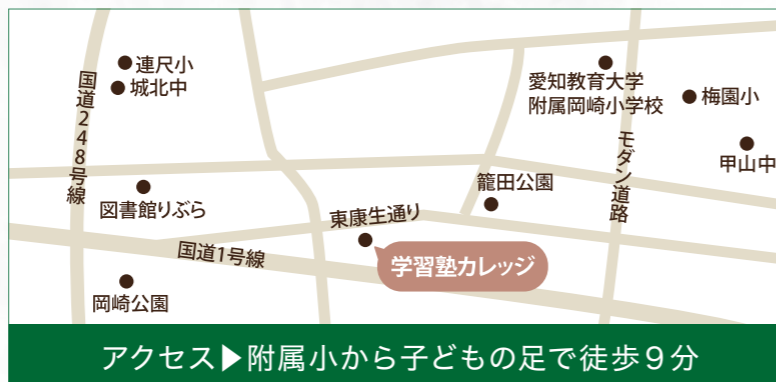 連尺小
城北中
国道248号線
愛知教育大学
附属岡崎小学校
梅園小
甲山中
モダン道路
図書館りぶら
籠田公園
東康生通り
国道1号線
学習塾カレッジ
岡崎公園
アクセス▶附属小から子どもの足で徒歩9分